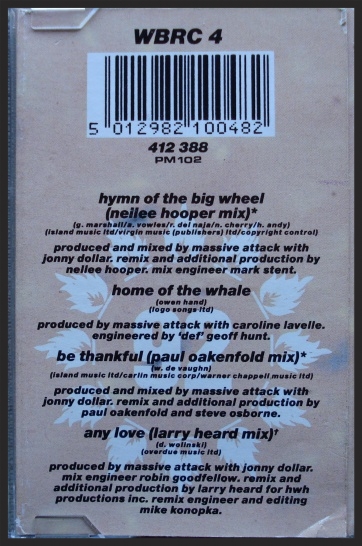 WBRC 4
5 012982 100482
412 388
PM102
hymn of the big wheel
(nellee hooper mix)*
(g. marshall/a. vowles/r. del naja/n. cherry/h. andy)
(island music ltd/virgin music (publishers) ltd/copyright control)
produced and mixed by massive attack with
jonny dollar. remix and additional production by
nellee hooper. mix engineer mark stent.
home of the whale
(owen hand)
(logo songs ltd)
produced by massive attack with caroline lavelle.
engineered by 'def' geoff hunt.
be thankful (paul oakenfold mix)*
(w. de vaughn)
(island music ltd/carlin music corp/warner chappell music ltd)
produced and mixed by massive attack with
jonny dollar. remix and additional production by
paul oakenfold and steve osborne.
any love (larry heard mix)†
(d. wolinski)
(overdue music ltd)
produced by massive attack with jonny dollar.
mix engineer robin goodfellow. remix and
additional production by larry heard for hwh
productions inc. remix engineer and editing
mike konopka.